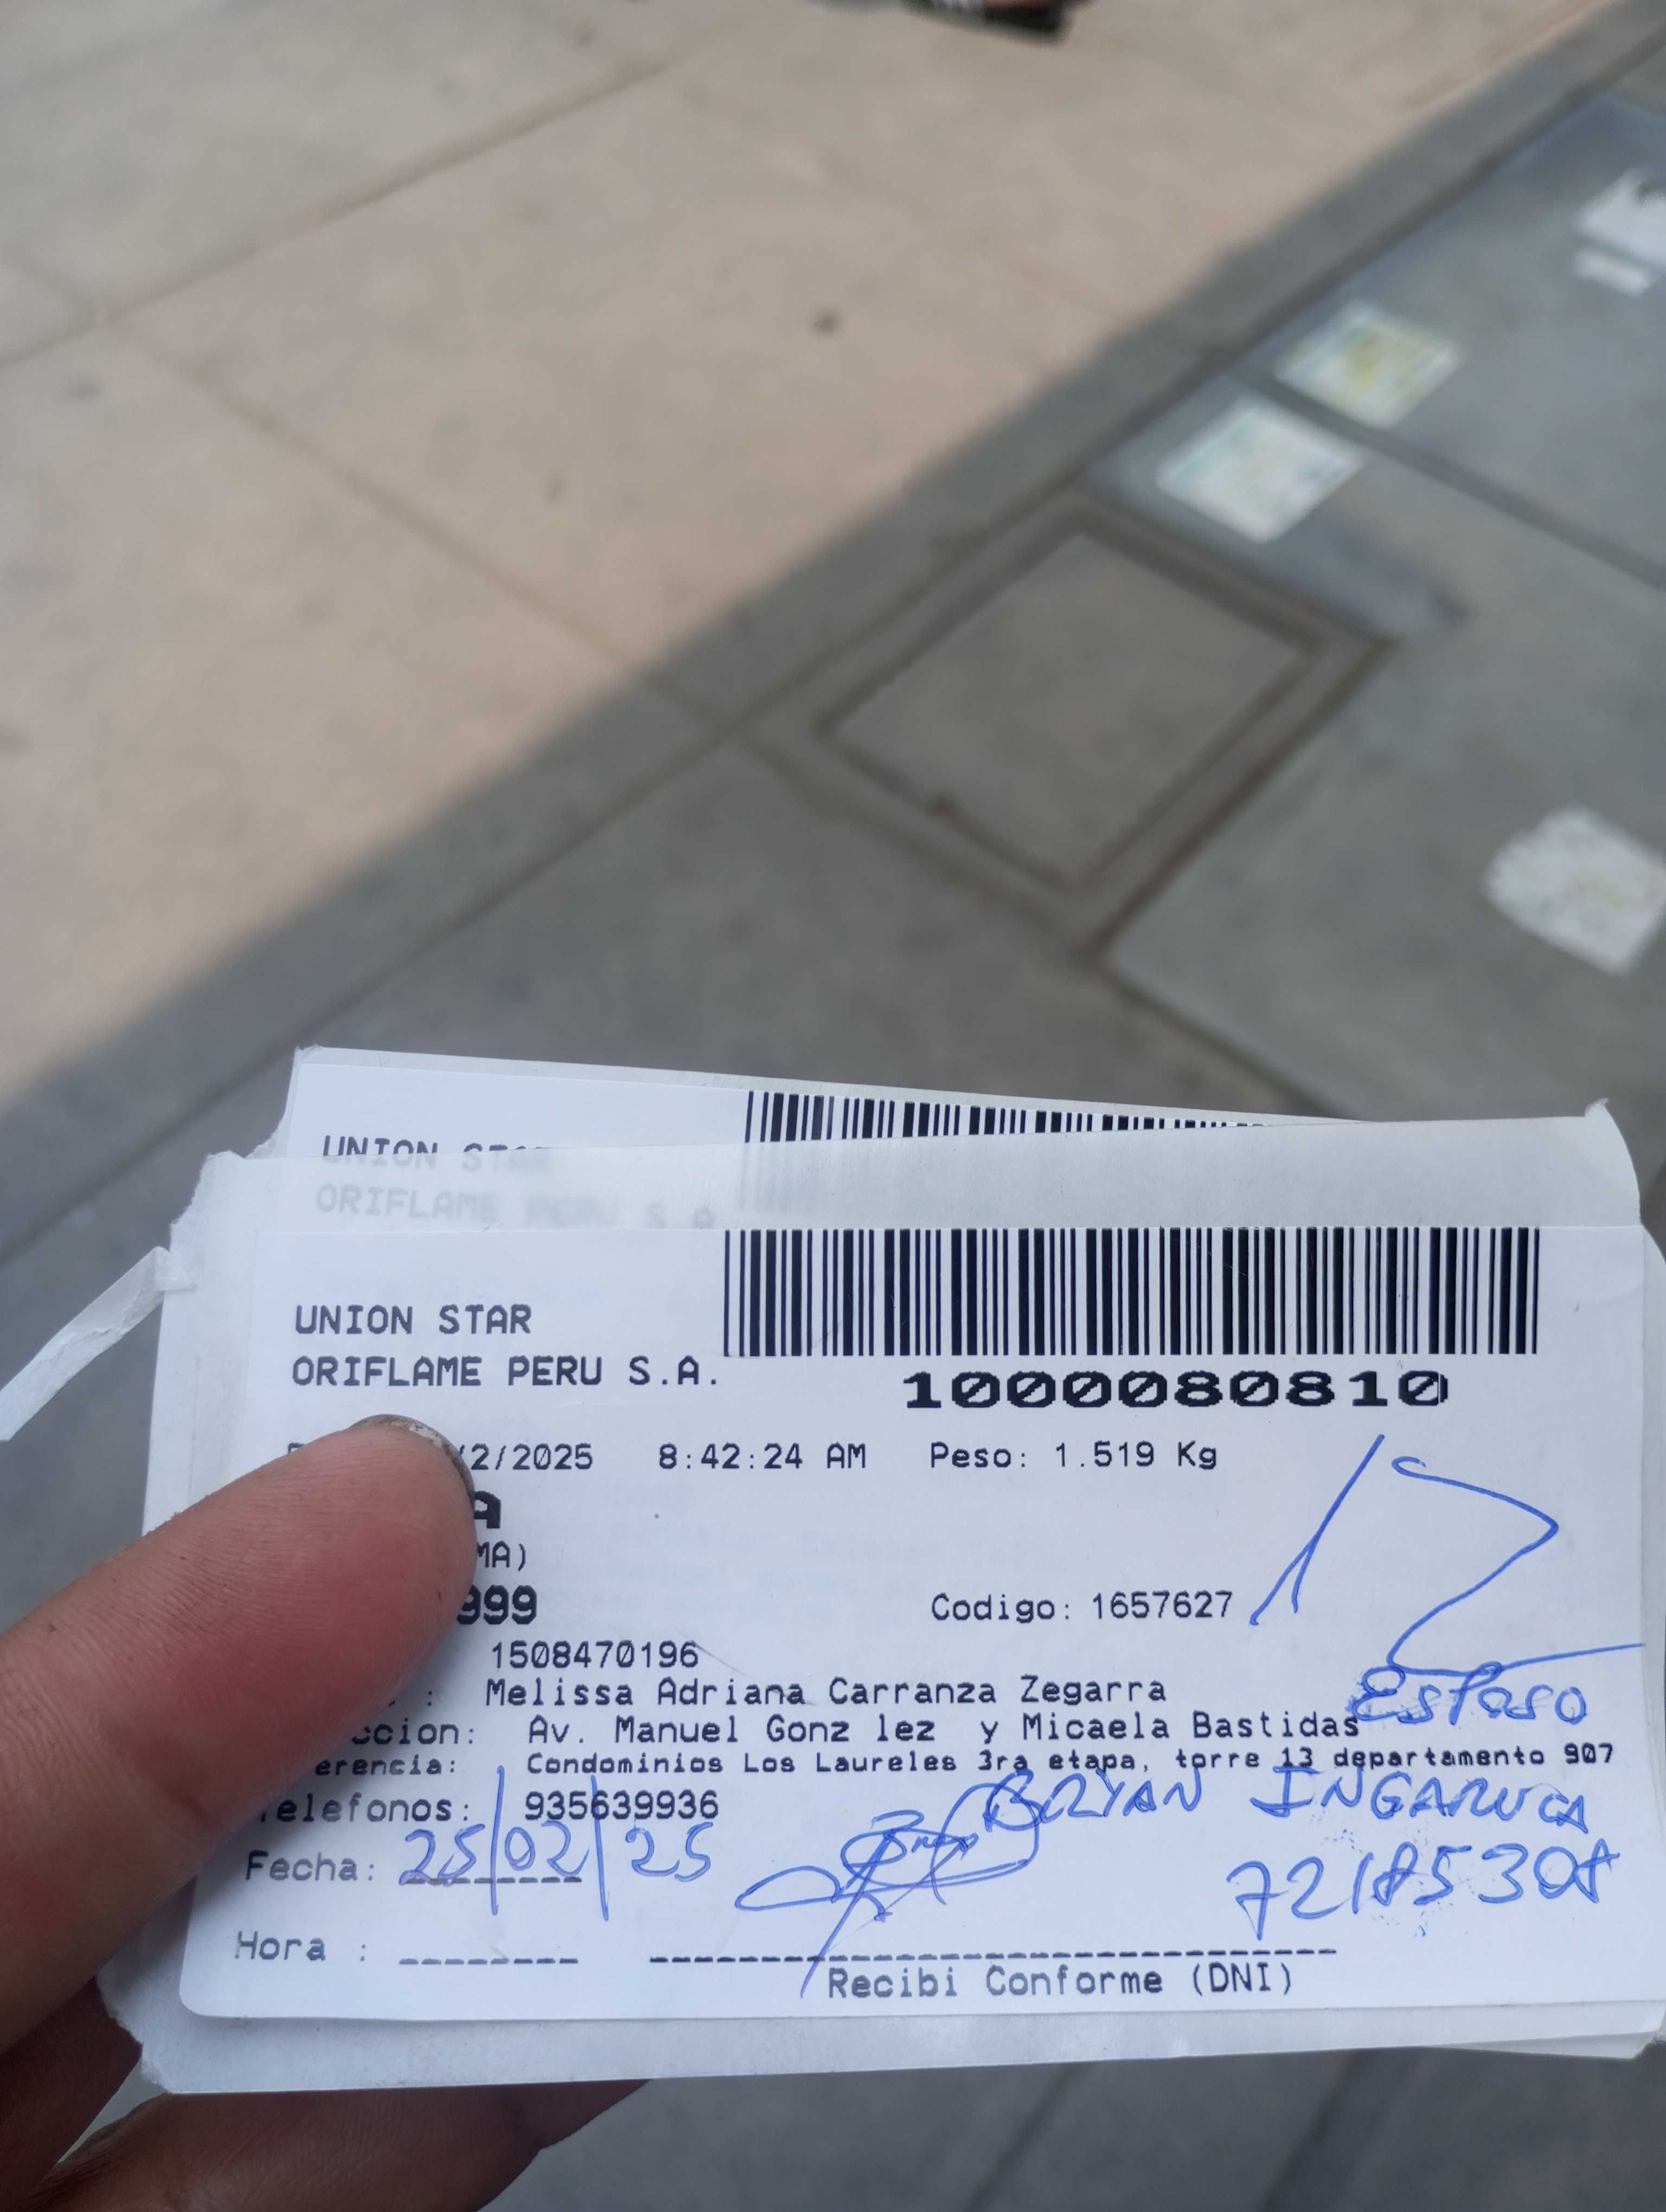 UNION
ORIFLAME PERU S A
UNION STAR
ORIFLAME PERU S.A.
1000080810
/2/2025 8:42:24 AM Peso: 1.519 Kg
A
MA)
999
Codigo: 1657627
1508470196
: Melissa Adriana Carranza Zegarra
Esposo
ccion: Av. Manuel Gonz lez y Micaela Bastidas
erencia: Condominios Los Laureles 3ra etapa, torre 13 departamento 907
elefonos: 935639936
BRYAN INGARUCA
Fecha: 25/02/25
72185308
Hora :
Recibi Conforme (DNI)